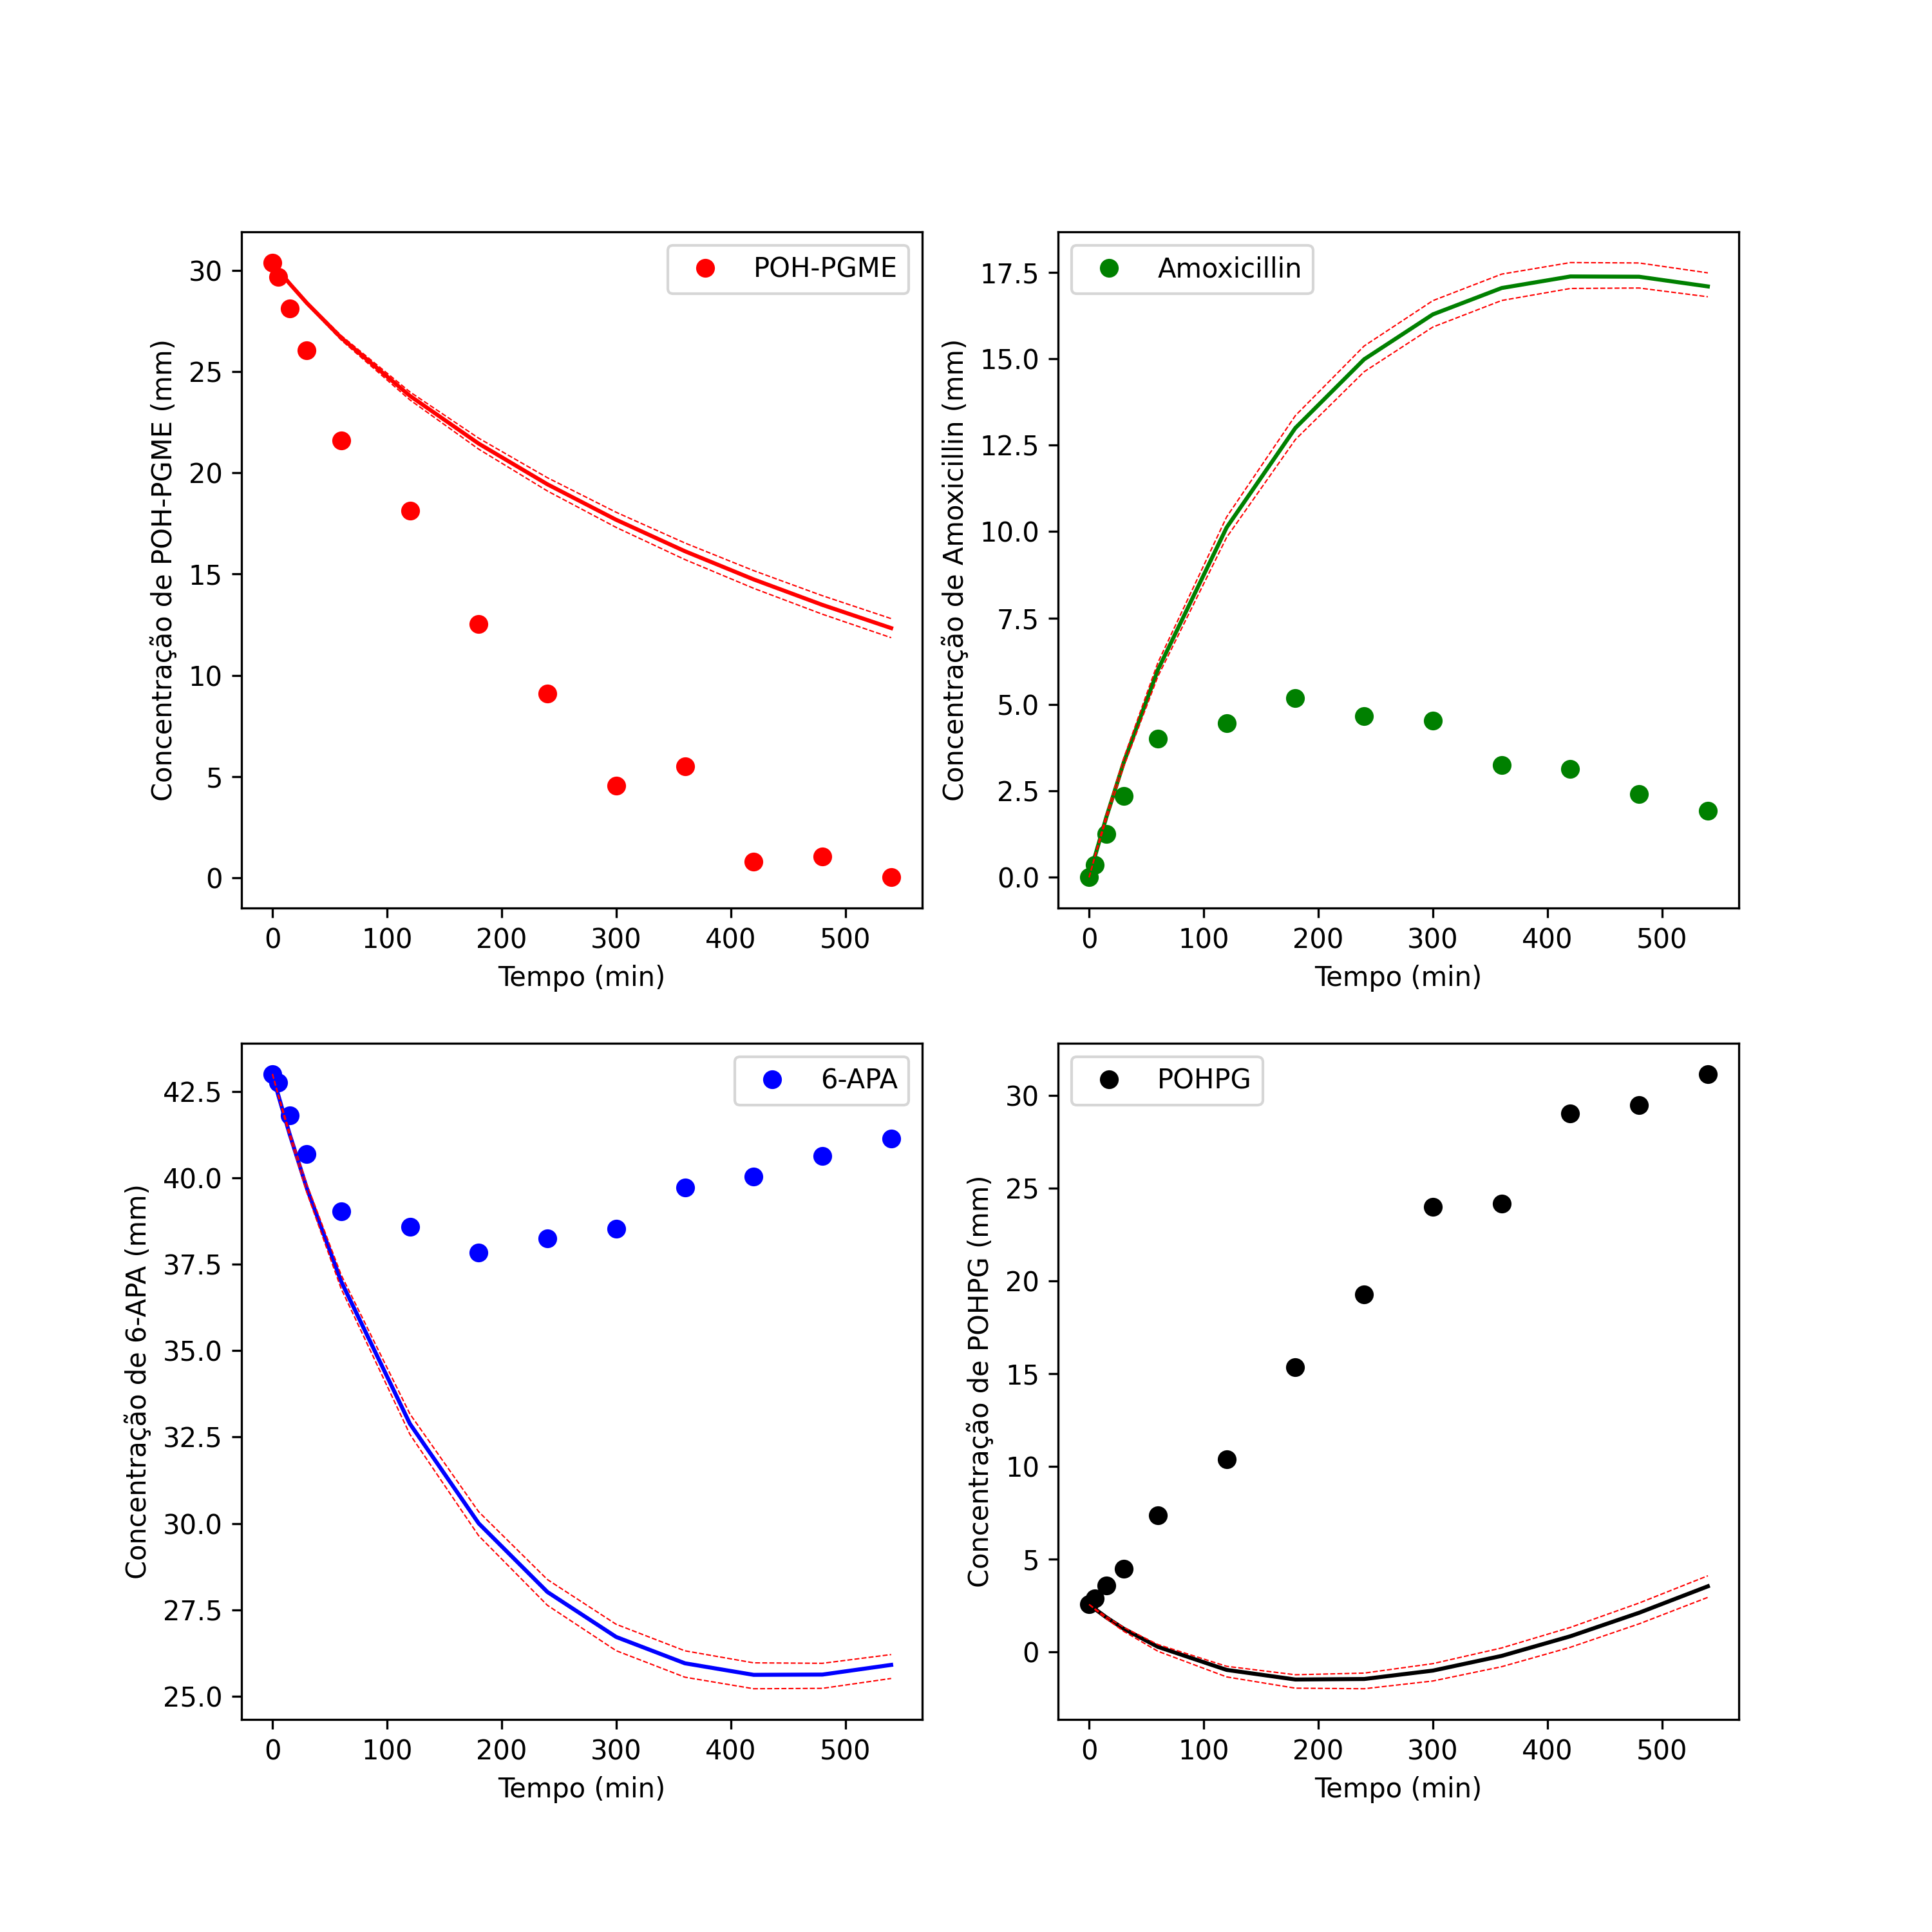 POH-PGME
Concentração de POH-PGME (mm)
30
25
20
15
10
5
0
0 100 200 300 400 500
Tempo (min)
Amoxicillin
Concentração de Amoxicillin (mm)
17.5
15.0
12.5
10.0
7.5
5.0
2.5
0.0
0 100 200 300 400 500
Tempo (min)
6-APA
Concentração de 6-APA (mm)
42.5
40.0
37.5
35.0
32.5
30.0
27.5
25.0
0 100 200 300 400 500
Tempo (min)
POHPG
Concentração de POHPG (mm)
30
25
20
15
10
5
0
0 100 200 300 400 500
Tempo (min)